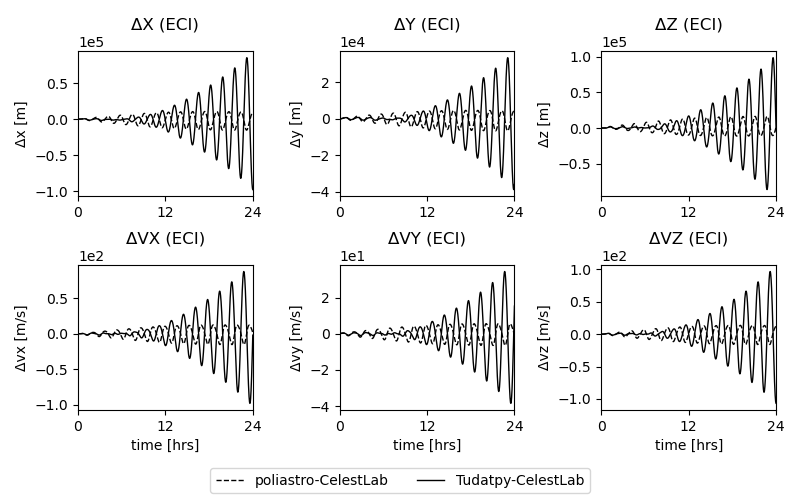 ΔX (ECI)
ΔY (ECI)
ΔZ (ECI)
1e5
1e4
1e5
Δx [m]
0.5
0.0
−0.5
−1.0
0
12
24
Δy [m]
2
0
−2
−4
0
12
24
Δz [m]
1.0
0.5
0.0
−0.5
0
12
24
ΔVX (ECI)
ΔVY (ECI)
ΔVZ (ECI)
1e2
1e1
1e2
Δvx [m/s]
0.5
0.0
−0.5
−1.0
0
12
24
time [hrs]
Δvy [m/s]
2
0
−2
−4
0
12
24
time [hrs]
Δvz [m/s]
1.0
0.5
0.0
−0.5
−1.0
0
12
24
time [hrs]
poliastro-CelestLab
Tudatpy-CelestLab